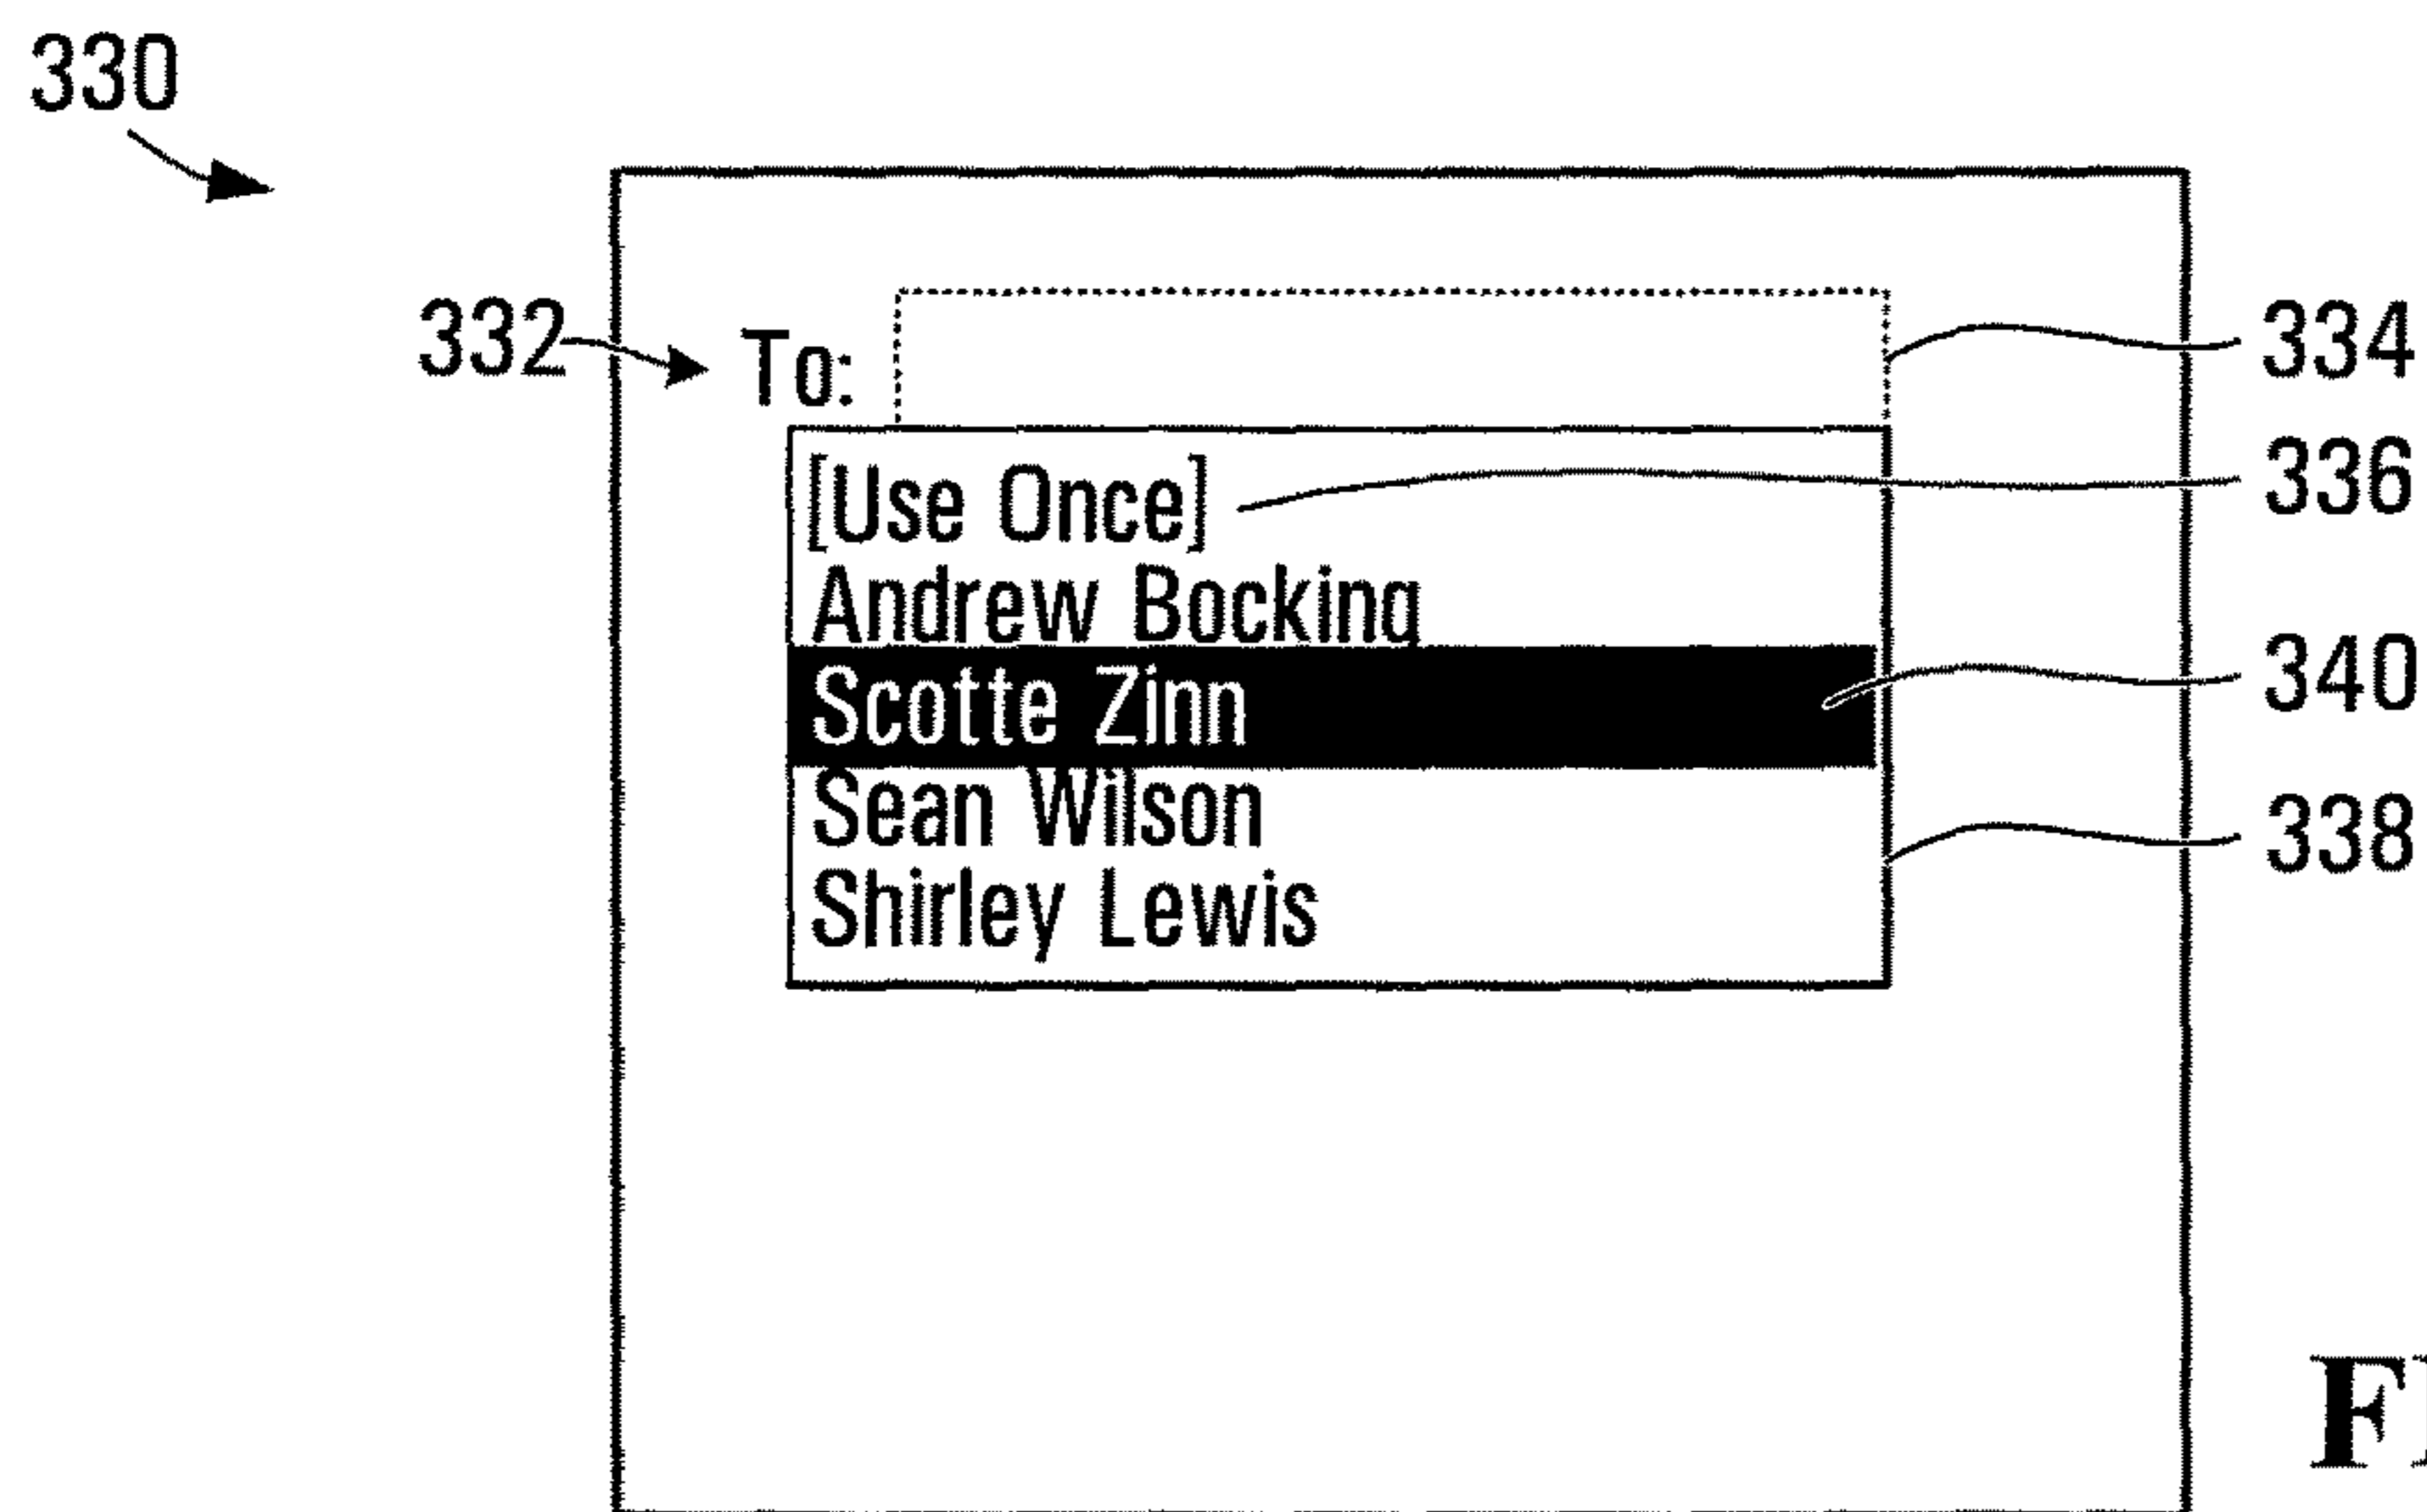 330
332 To: 334
[Use Once] 336
Andrew Bocking
Scotte Zinn 340
Sean Wilson 338
Shirley Lewis